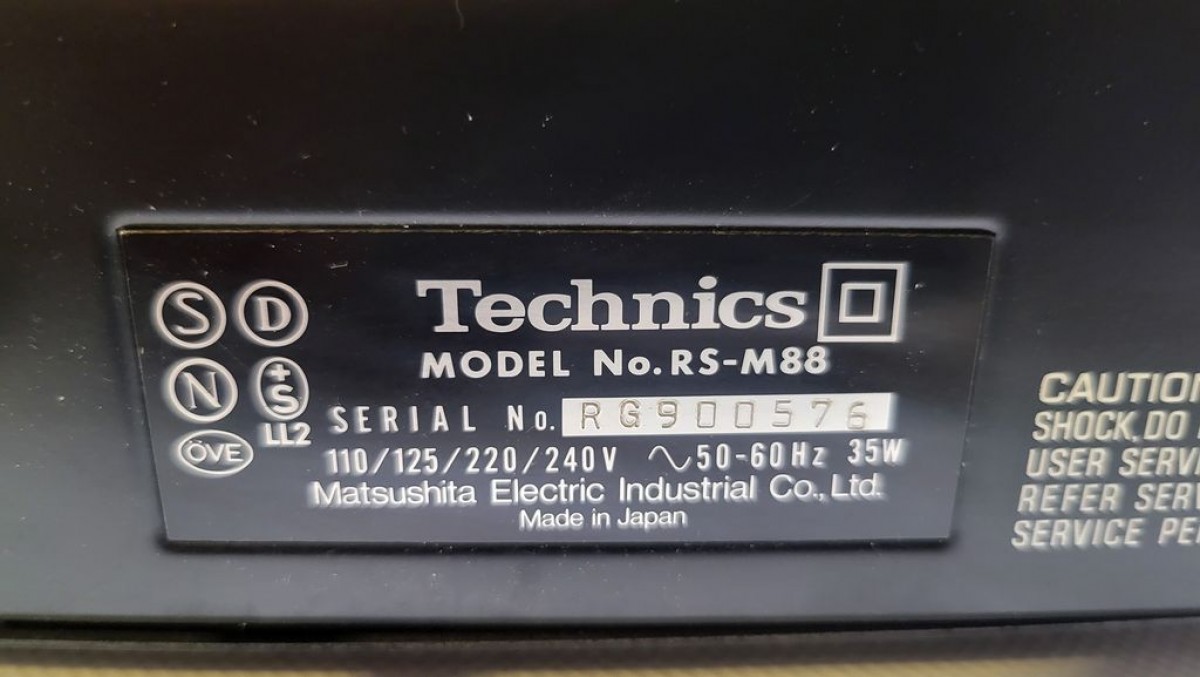 S D
N +S
LL2
ÖVE
Technics
MODEL No. RS-M88
SERIAL No. RG900576
110/125/220/240V ∿50-60Hz 35W
Matsushita Electric Industrial Co., Ltd.
Made in Japan
CAUTION
SHOCK, DO
USER SERV
REFER SER
SERVICE PE